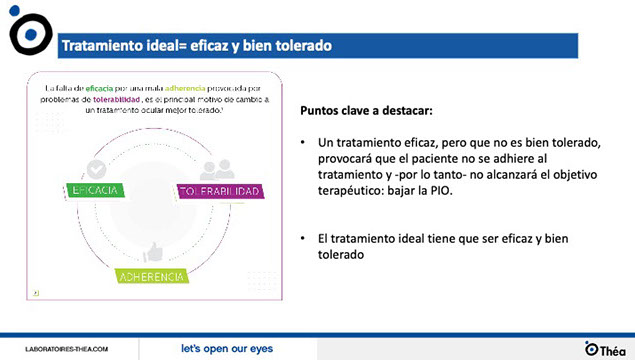 Tratamiento ideal= eficaz y bien tolerado
La falta de eficacia por una mala adherencia provocada por
problemas de tolerabilidad, es el principal motivo de cambio a
un tratamiento ocular mejor tolerado.¹
EFICACIA
TOLERABILIDAD
ADHERENCIA
Puntos clave a destacar:
• Un tratamiento eficaz, pero que no es bien tolerado,
provocará que el paciente no se adhiere al
tratamiento y -por lo tanto- no alcanzará el objetivo
terapéutico: bajar la PIO.
• El tratamiento ideal tiene que ser eficaz y bien
tolerado
LABORATOIRES-THEA.COM
let's open our eyes
Théa